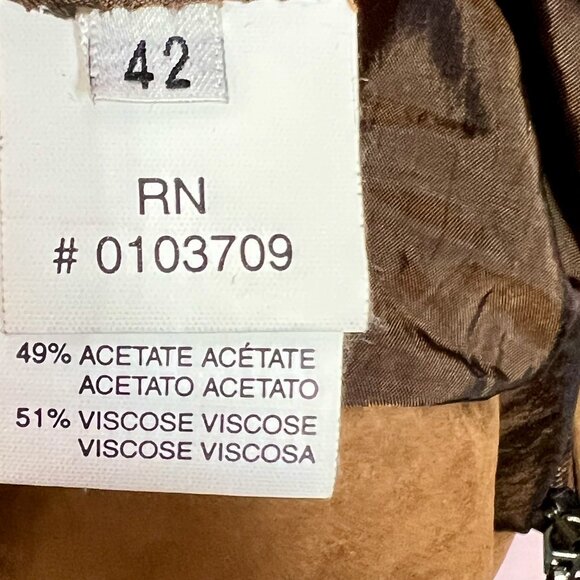 42
RN
# 0103709
49% ACETATE ACÉTATE
ACETATO ACETATO
51% VISCOSE VISCOSE
VISCOSE VISCOSA